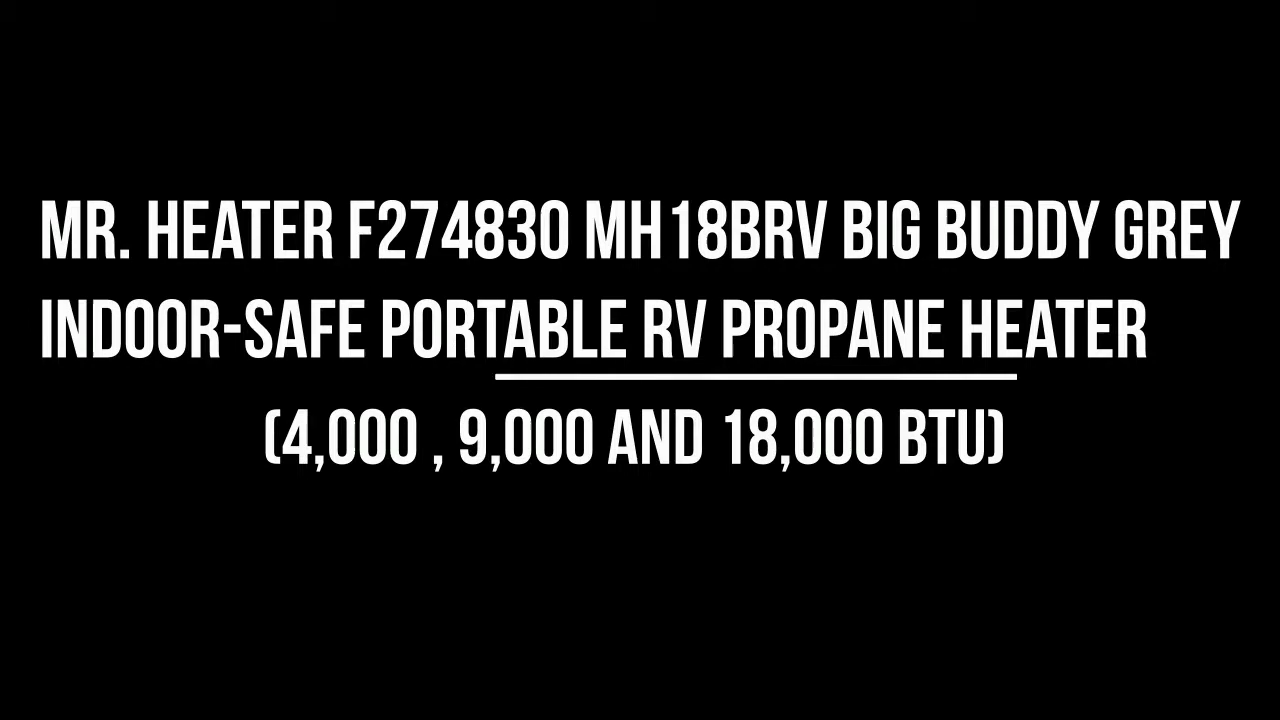 MR. HEATER F274830 MH18BRV BIG BUDDY GREY
INDOOR-SAFE PORTABLE RV PROPANE HEATER
(4,000 , 9,000 AND 18,000 BTU)